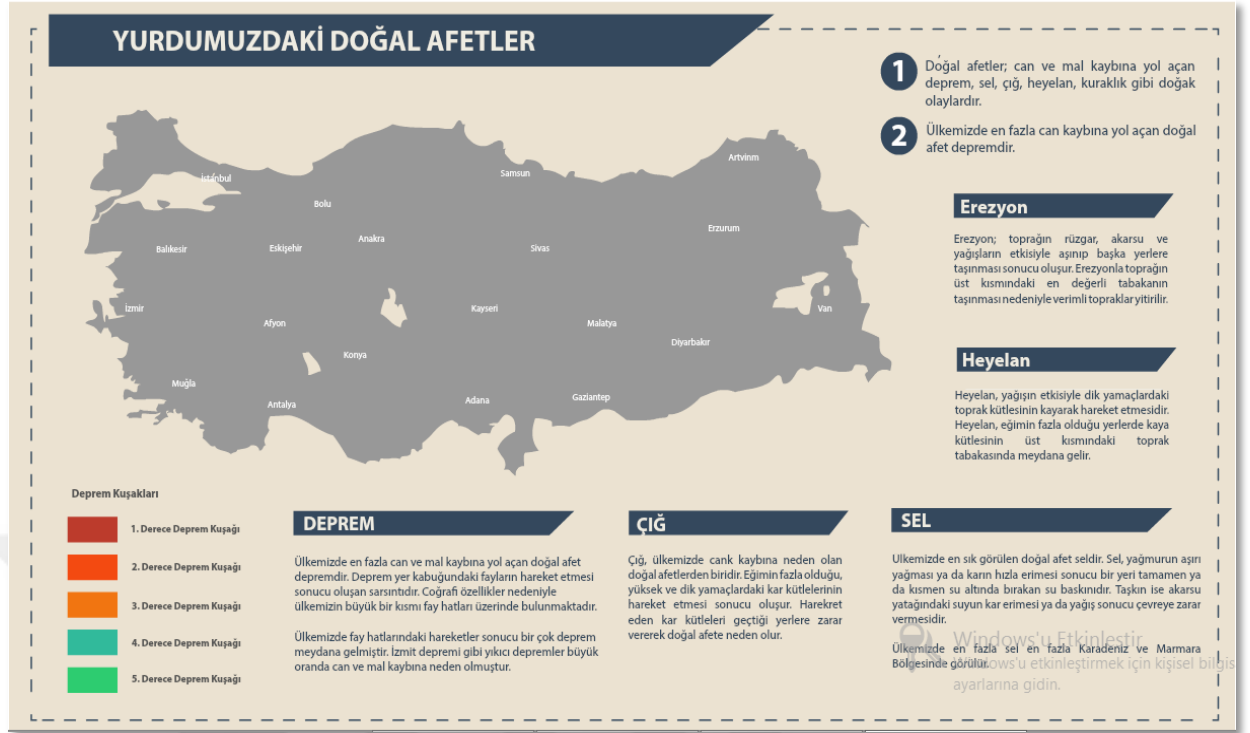 YURDUMUZDAKİ DOĞAL AFETLER
1
Doğal afetler; can ve mal kaybına yol açan
deprem, sel, çığ, heyelan, kuraklık gibi doğak
olaylardır.
2
Ülkemizde en fazla can kaybına yol açan doğal
afet depremdir.
Artvinm
Samsun
İstanbul
Bolu
Erzurum
Anakra
Balıkesir
Eskişehir
Sivas
İzmir
Kayseri
Van
Afyon
Malatya
Diyarbakır
Konya
Muğla
Gaziantep
Antalya
Adana
Erezyon
Erezyon; toprağın rüzgar, akarsu ve
yağışların etkisiyle aşınıp başka yerlere
taşınması sonucu oluşur. Erezyonla toprağın
üst kısmındaki en değerli tabakanın
taşınması nedeniyle verimli topraklar yitirilir.
Heyelan
Heyelan, yağışın etkisiyle dik yamaçlardaki
toprak kütlesinin kayarak hareket etmesidir.
Heyelan, eğimin fazla olduğu yerlerde kaya
kütlesinin üst kısmındaki toprak
tabakasında meydana gelir.
Deprem Kuşakları
1. Derece Deprem Kuşağı
2. Derece Deprem Kuşağı
3. Derece Deprem Kuşağı
4. Derece Deprem Kuşağı
5. Derece Deprem Kuşağı
DEPREM
Ülkemizde en fazla can ve mal kaybına yol açan doğal afet
depremdir. Deprem yer kabuğundaki fayların hareket etmesi
sonucu oluşan sarsıntıdır. Coğrafi özellikler nedeniyle
ülkemizin büyük bir kısmı fay hatları üzerinde bulunmaktadır.
Ülkemizde fay hatlarındaki hareketler sonucu bir çok deprem
meydana gelmiştir. İzmit depremi gibi yıkıcı depremler büyük
oranda can ve mal kaybına neden olmuştur.
ÇIĞ
Çığ, ülkemizde cank kaybına neden olan
doğal afetlerden biridir. Eğimin fazla olduğu,
yüksek ve dik yamaçlardaki kar kütlelerinin
hareket etmesi sonucu oluşur. Harekret
eden kar kütleleri geçtiği yerlere zarar
vererek doğal afete neden olur.
SEL
Ulkemizde en sık görülen doğal afet seldir. Sel, yağmurun aşırı
yağması ya da karın hızla erimesi sonucu bir yeri tamamen ya
da kısmen su altında bırakan su baskınıdır. Taşkın ise akarsu
yatağındaki suyun kar erimesi ya da yağış sonucu çevreye zarar
vermesidir.
Ülkemizde en fazla sel en fazla Karadeniz ve Marmara
Bölgesinde görülür.
Windows'u Etkinleştir
Windows'u etkinleştirmek için kişisel bilgis
ayarlarına gidin.